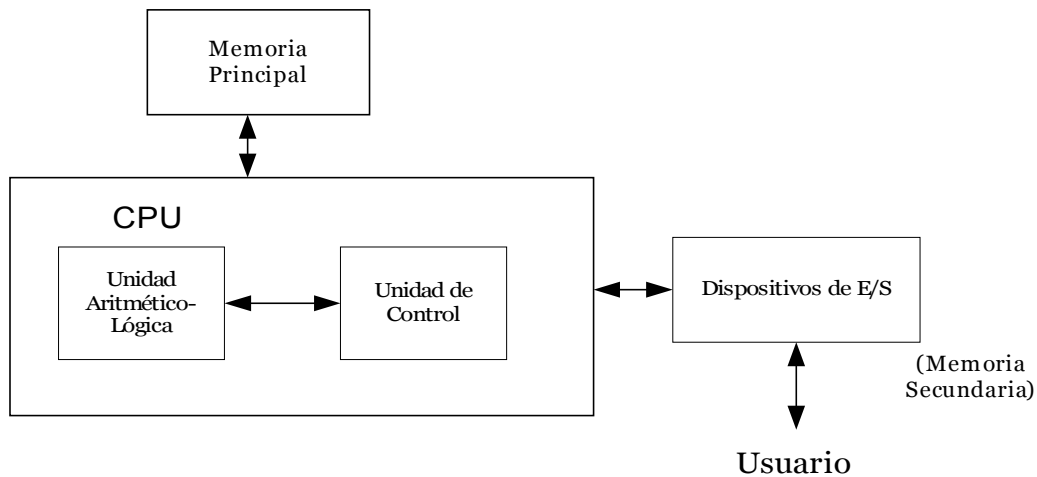 Memoria
Principal
CPU
Unidad
Aritmético-
Lógica
Unidad de
Control
Dispositivos de E/S
(Memoria
Secundaria)
Usuario